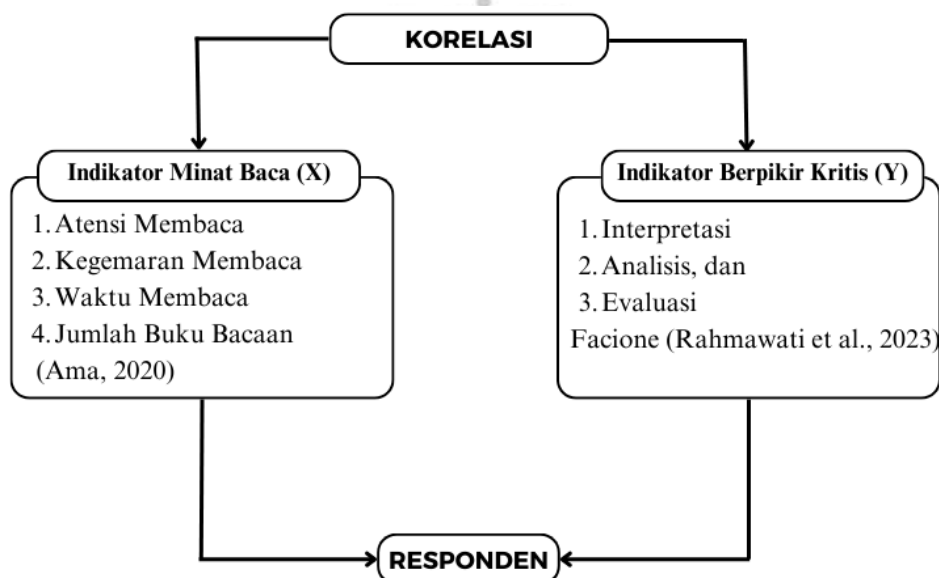 KORELASI
Indikator Minat Baca (X)
1. Atensi Membaca
2. Kegemaran Membaca
3. Waktu Membaca
4. Jumlah Buku Bacaan
(Ama, 2020)
Indikator Berpikir Kritis (Y)
1. Interpretasi
2. Analisis, dan
3. Evaluasi
Facione (Rahmawati et al., 2023)
RESPONDEN